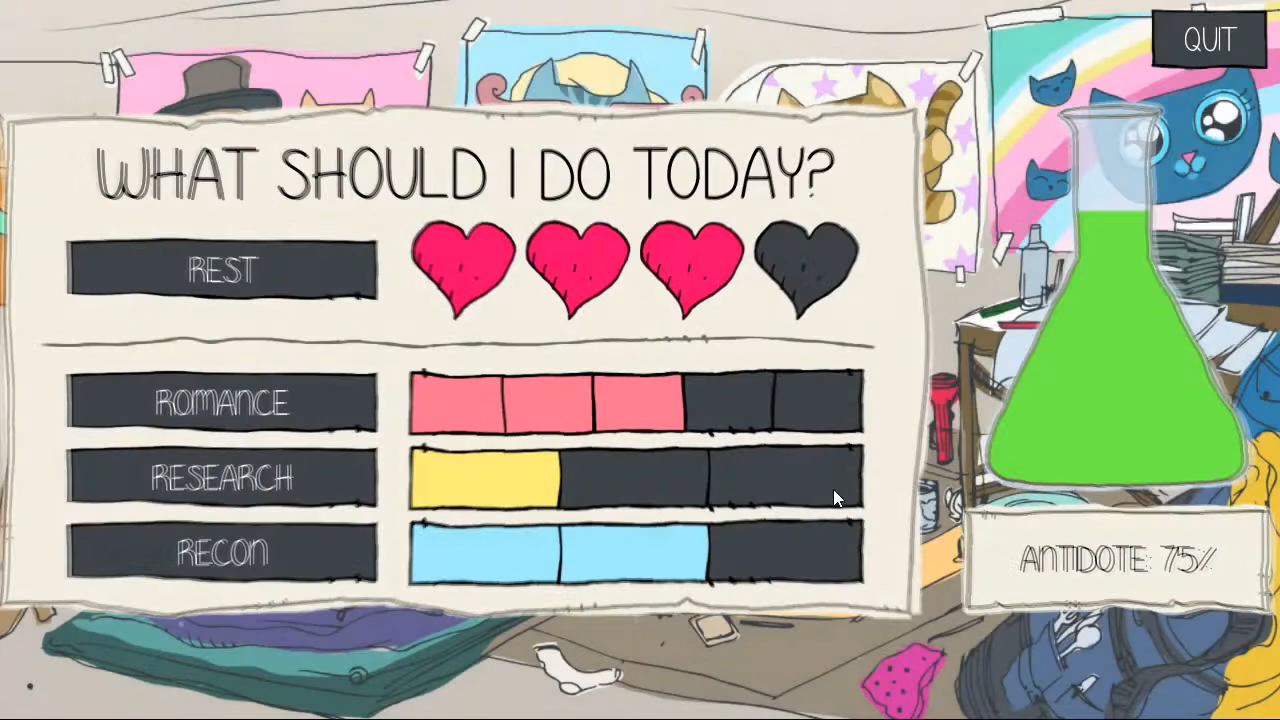 QUIT
WHAT SHOULD I DO TODAY?
REST
ROMANCE
RESEARCH
RECON
ANTIDOTE: 75%